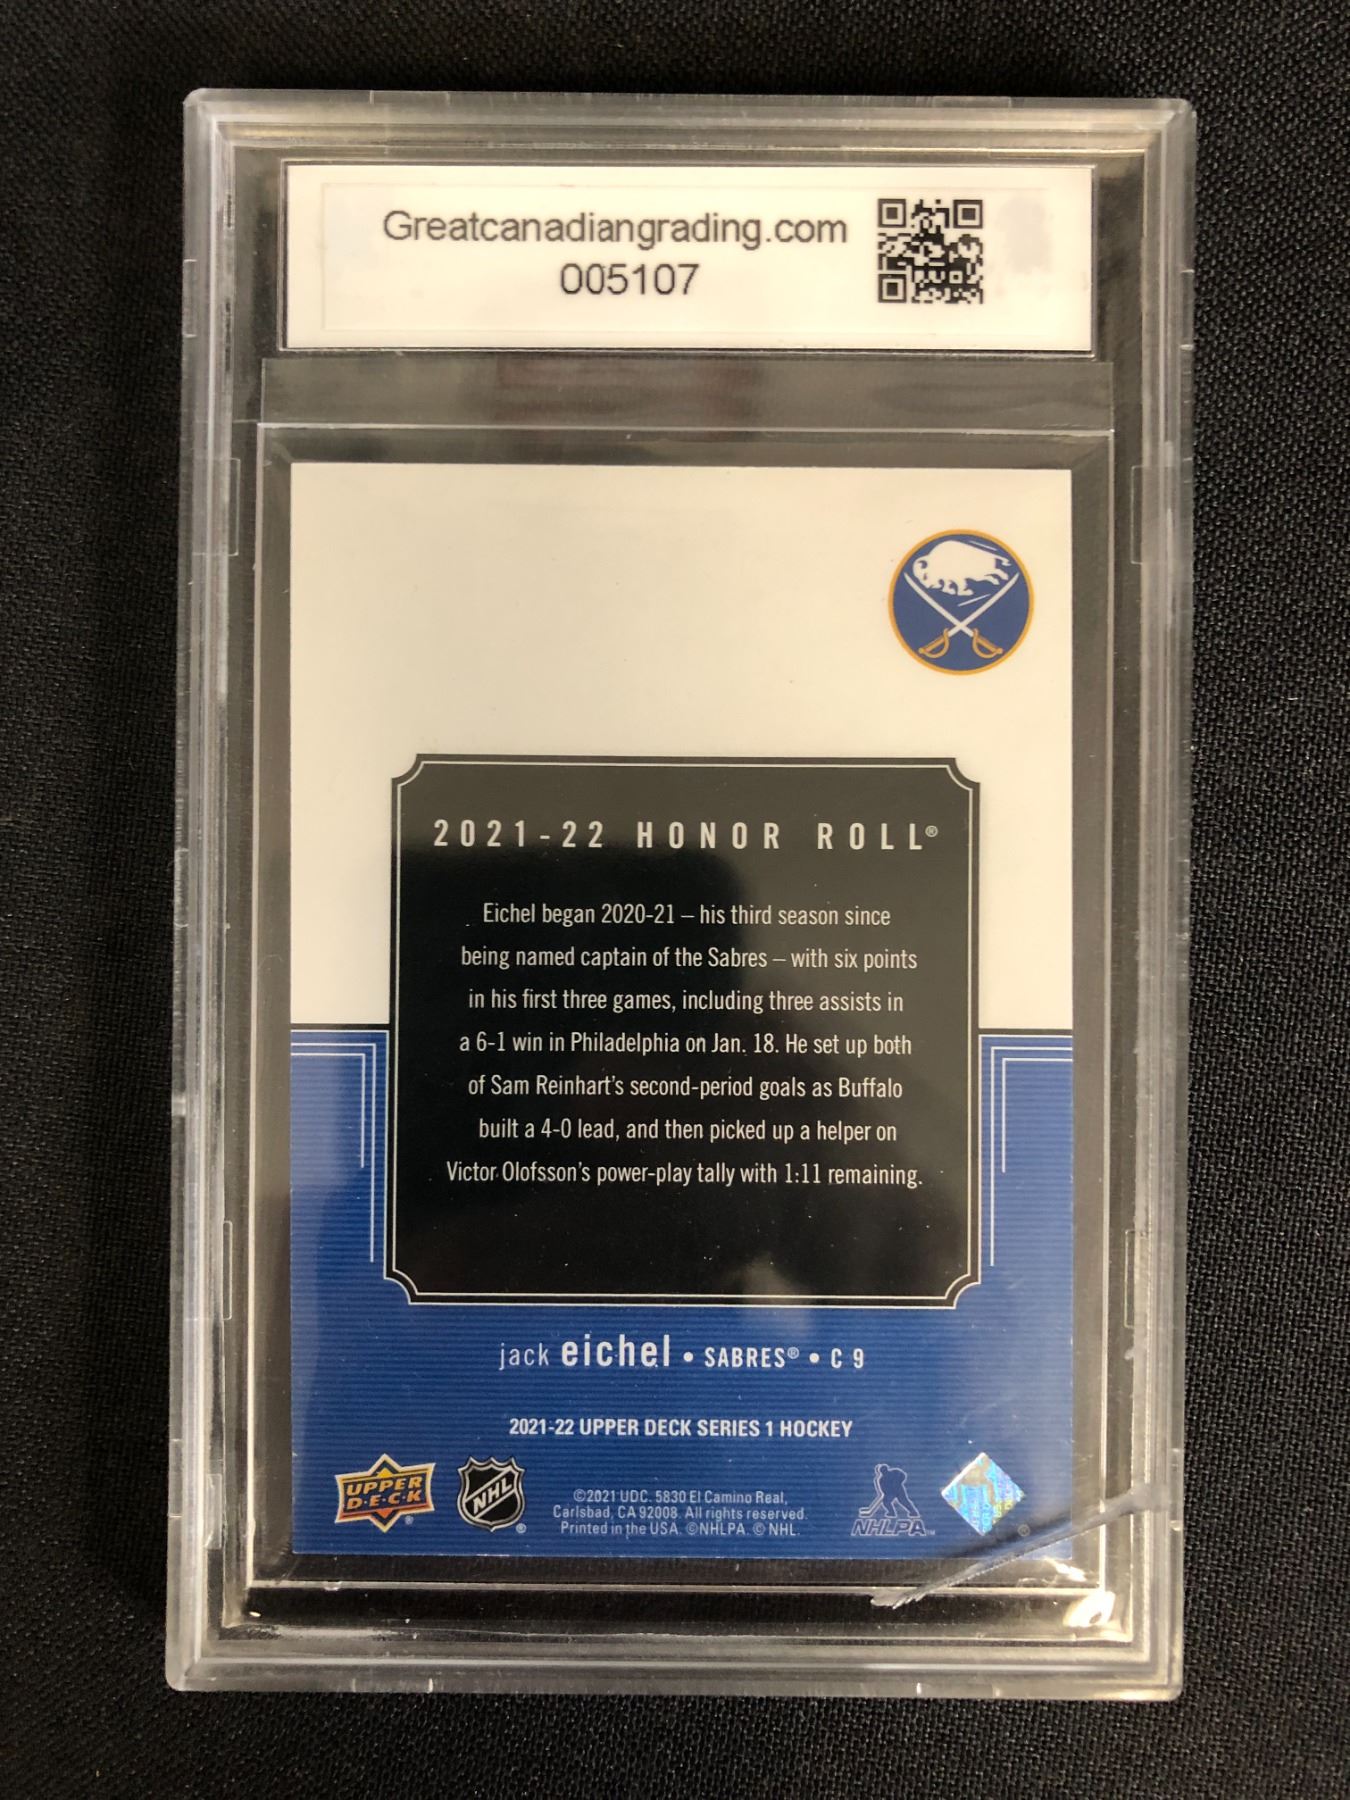 Greatcanadiangrading.com
005107
2021-22 HONOR ROLL®
Eichel began 2020-21 – his third season since
being named captain of the Sabres – with six points
in his first three games, including three assists in
a 6-1 win in Philadelphia on Jan. 18. He set up both
of Sam Reinhart's second-period goals as Buffalo
built a 4-0 lead, and then picked up a helper on
Victor Olofsson's power-play tally with 1:11 remaining.
jack eichel • SABRES® • C 9
2021-22 UPPER DECK SERIES 1 HOCKEY
UPPER
D·E·C·K
®
NHL
®
©2021 UDC. 5830 El Camino Real,
Carlsbad, CA 92008. All rights reserved.
Printed in the USA. ©NHLPA. © NHL.
NHLPA™
®